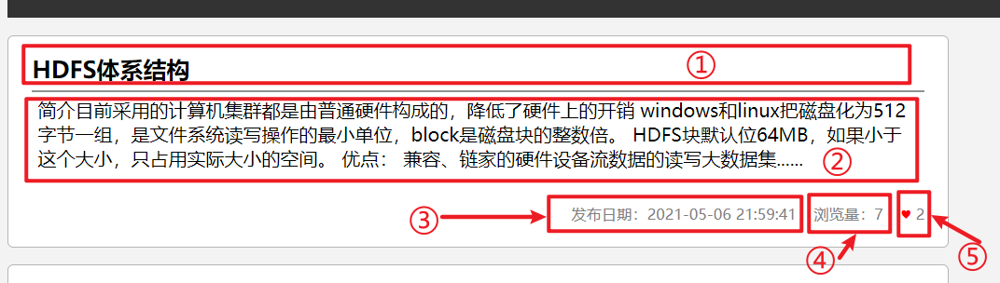 HDFS体系结构
①
简介目前采用的计算机集群都是由普通硬件构成的，降低了硬件上的开销 windows和linux把磁盘化为512
字节一组，是文件系统读写操作的最小单位，block是磁盘块的整数倍。 HDFS块默认位64MB，如果小于
这个大小，只占用实际大小的空间。 优点： 兼容、链家的硬件设备流数据的读写大数据集......
②
③
发布日期：2021-05-06 21:59:41 浏览量：7 ♥ 2
④
⑤